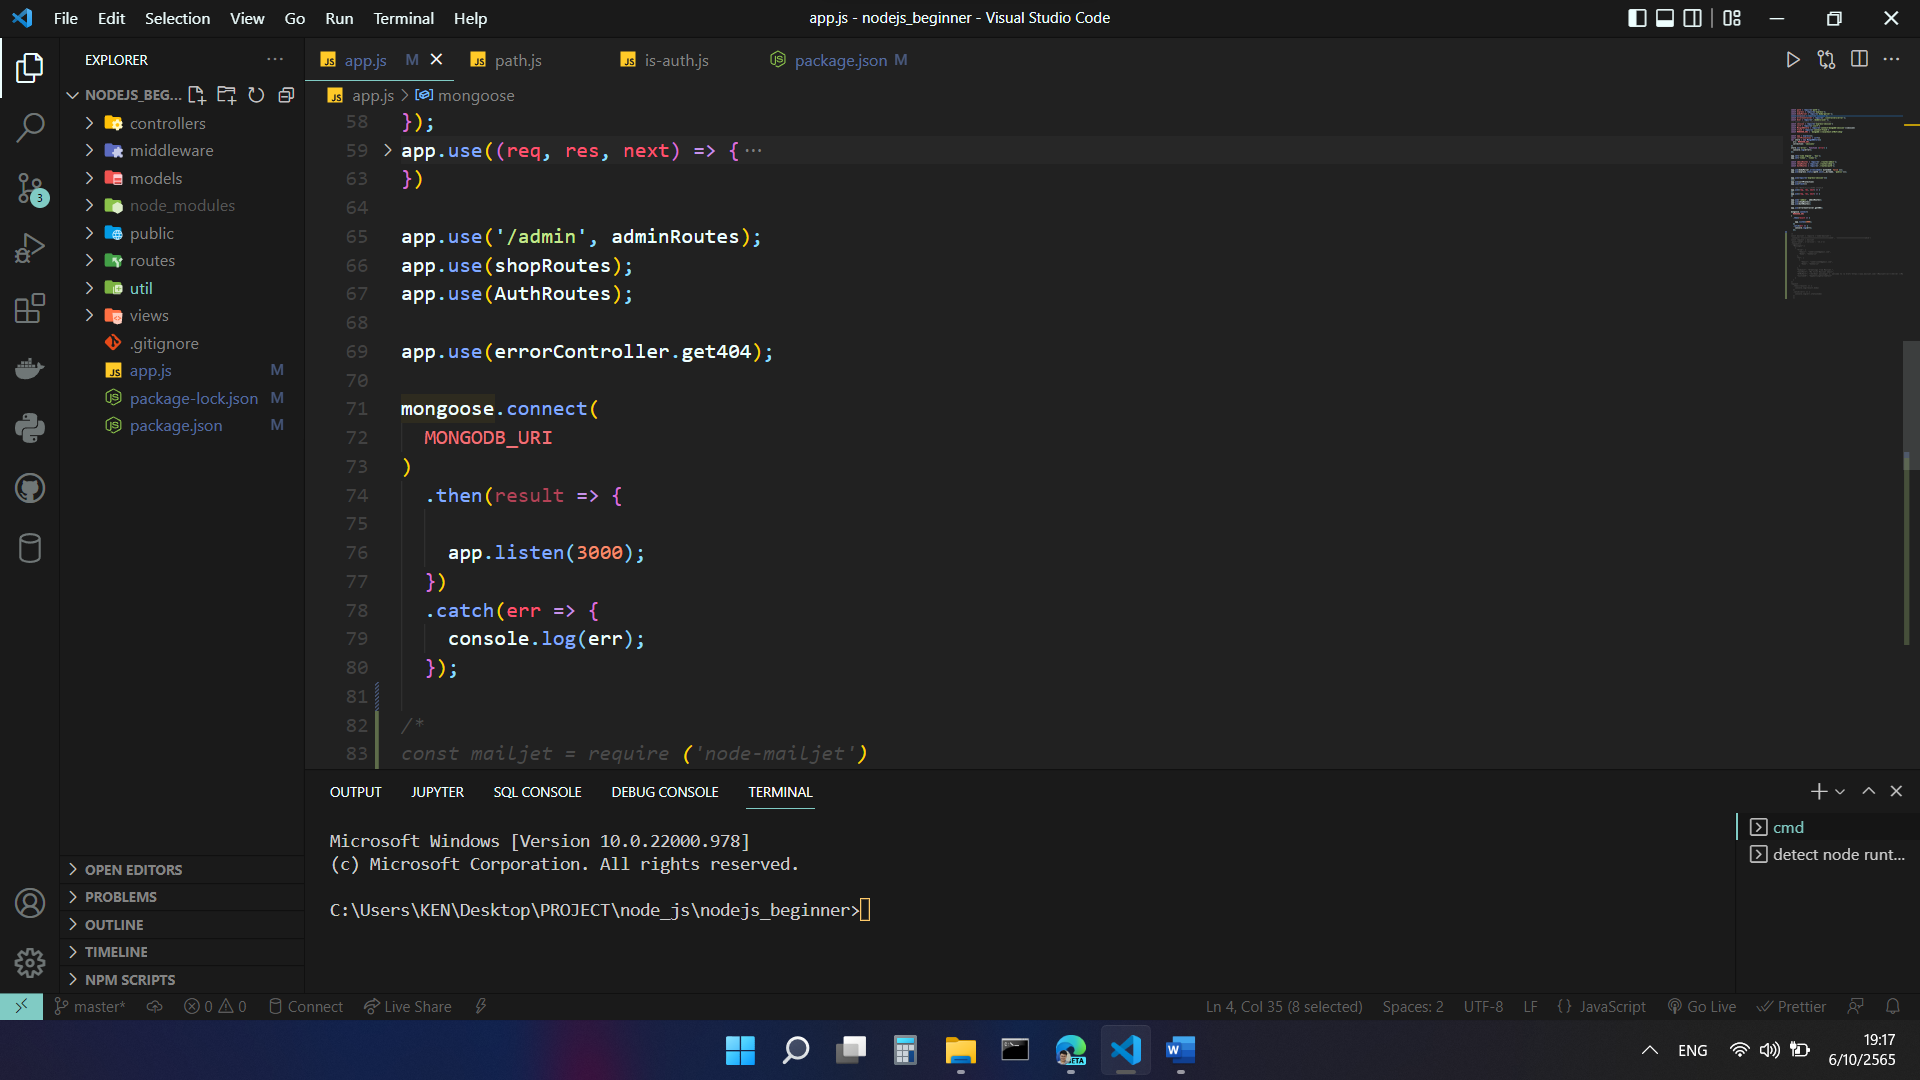 File Edit Selection View Go Run Terminal Help
app.js - nodejs_beginner - Visual Studio Code
EXPLORER
app.js M
path.js
is-auth.js
package.json M
NODEJS_BEG...
app.js > mongoose
controllers
middleware
models
node_modules
public
routes
util
views
.gitignore
app.js M
package-lock.json M
package.json M
3
58 });
59 app.use((req, res, next) => { ...
63 })
64
65 app.use('/admin', adminRoutes);
66 app.use(shopRoutes);
67 app.use(AuthRoutes);
68
69 app.use(errorController.get404);
70
71 mongoose.connect(
72 MONGODB_URI
73 )
74 .then(result => {
75
76 app.listen(3000);
77 })
78 .catch(err => {
79 console.log(err);
80 });
81
82 /*
83 const mailjet = require ('node-mailjet')
OUTPUT JUPYTER SQL CONSOLE DEBUG CONSOLE TERMINAL
Microsoft Windows [Version 10.0.22000.978]
(c) Microsoft Corporation. All rights reserved.
C:\Users\KEN\Desktop\PROJECT\node_js\nodejs_beginner>
cmd
detect node runt...
OPEN EDITORS
PROBLEMS
OUTLINE
TIMELINE
NPM SCRIPTS
master* 0 0 Connect Live Share
Ln 4, Col 35 (8 selected) Spaces: 2 UTF-8 LF {} JavaScript Go Live Prettier
BETA
ENG
19:17
6/10/2565